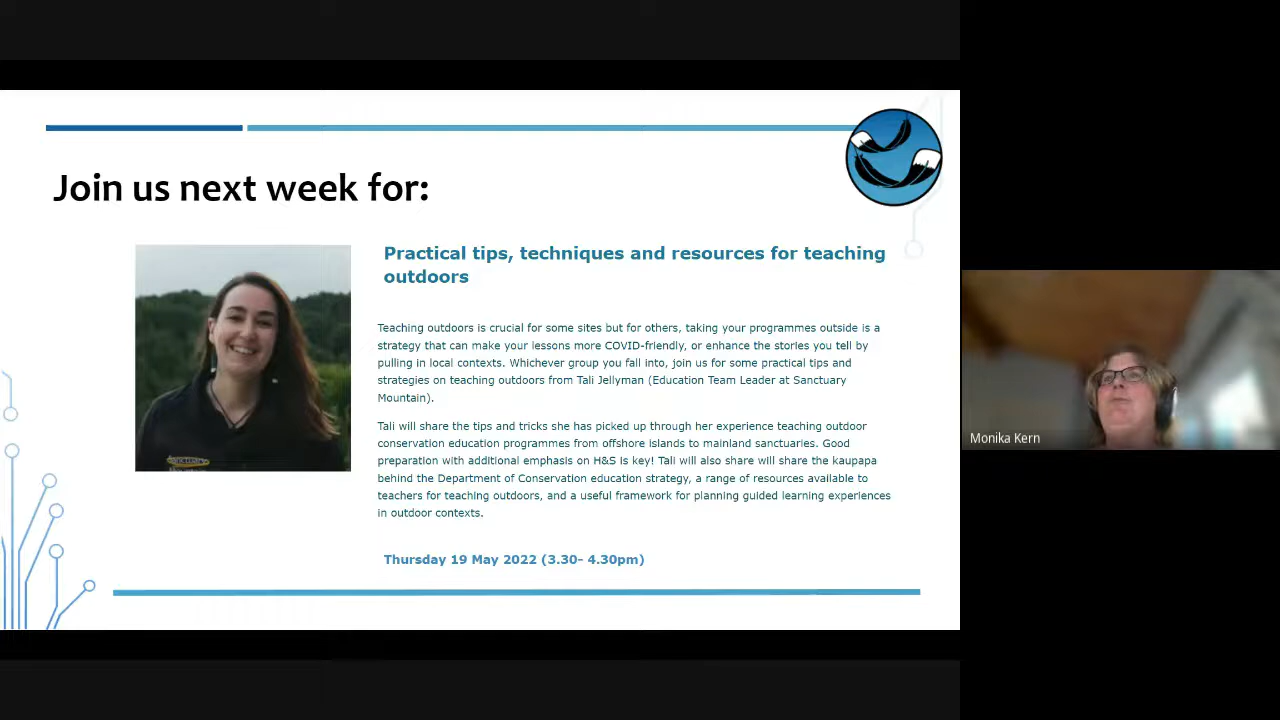 Join us next week for:
Practical tips, techniques and resources for teaching
outdoors
Teaching outdoors is crucial for some sites but for others, taking your programmes outside is a
strategy that can make your lessons more COVID-friendly, or enhance the stories you tell by
pulling in local contexts. Whichever group you fall into, join us for some practical tips and
strategies on teaching outdoors from Tali Jellyman (Education Team Leader at Sanctuary
Mountain).
Tali will share the tips and tricks she has picked up through her experience teaching outdoor
conservation education programmes from offshore islands to mainland sanctuaries. Good
preparation with additional emphasis on H&S is key! Tali will also share will share the kaupapa
behind the Department of Conservation education strategy, a range of resources available to
teachers for teaching outdoors, and a useful framework for planning guided learning experiences
in outdoor contexts.
Thursday 19 May 2022 (3.30- 4.30pm)
Monika Kern